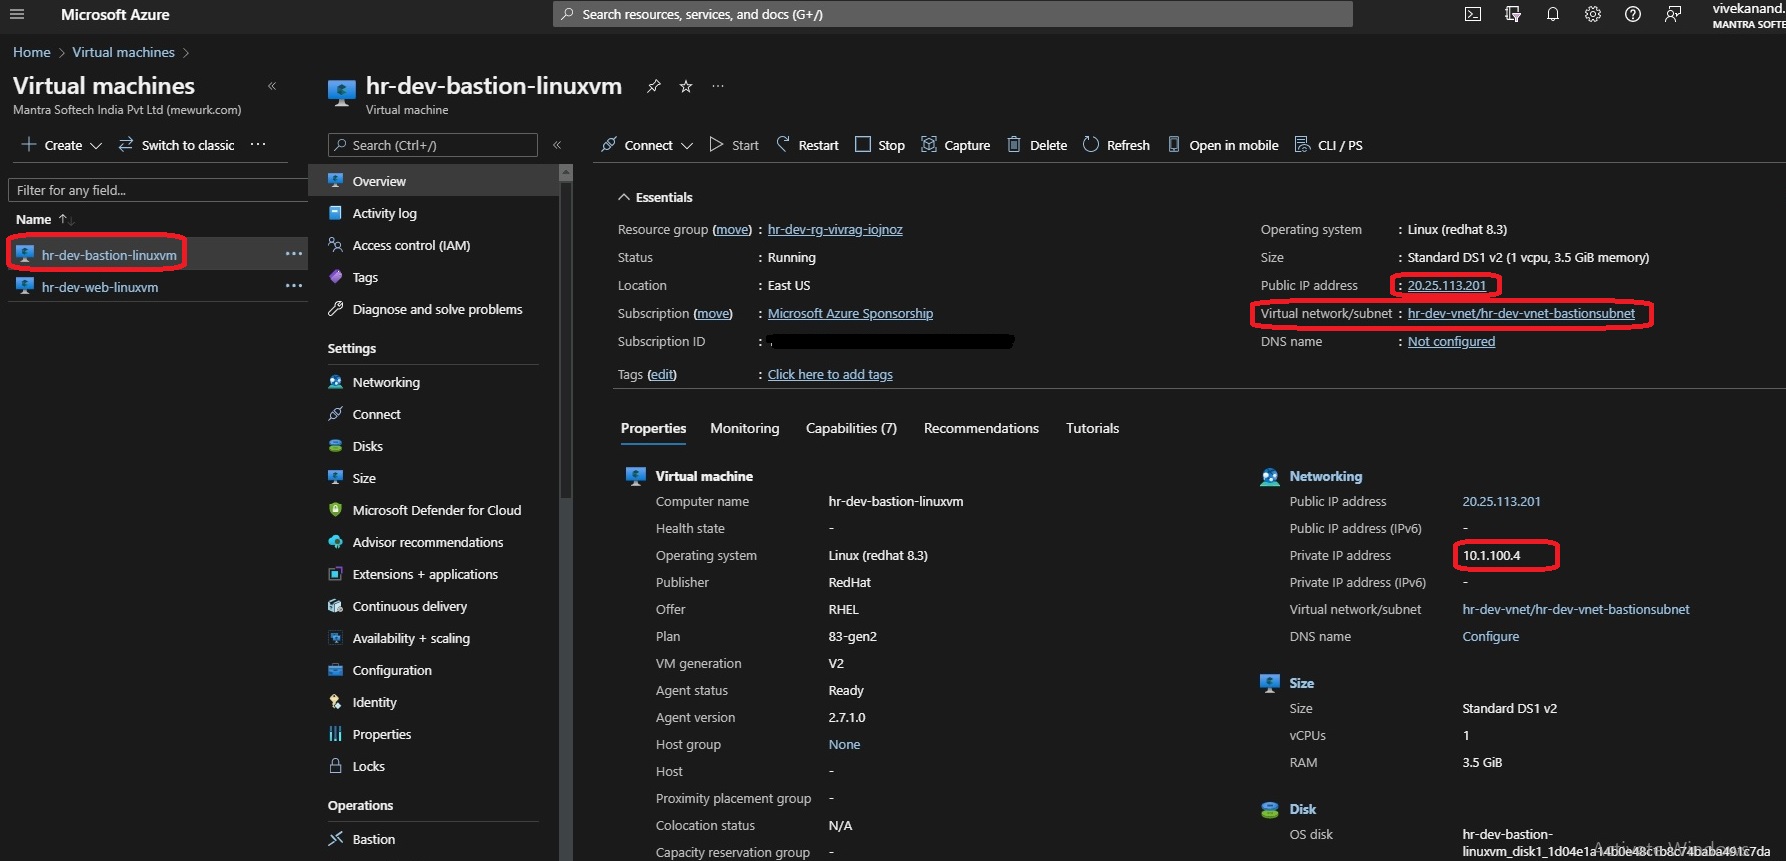 Microsoft Azure
Search resources, services, and docs (G+/)
vivekanand.
MANTRA SOFTE
Home > Virtual machines >
Virtual machines
Mantra Softech India Pvt Ltd (mewurk.com)
Create
Switch to classic
Filter for any field...
Name
hr-dev-bastion-linuxvm
hr-dev-web-linuxvm
hr-dev-bastion-linuxvm
Virtual machine
Search (Ctrl+/)
Overview
Activity log
Access control (IAM)
Tags
Diagnose and solve problems
Settings
Networking
Connect
Disks
Size
Microsoft Defender for Cloud
Advisor recommendations
Extensions + applications
Continuous delivery
Availability + scaling
Configuration
Identity
Properties
Locks
Operations
Bastion
Connect Start Restart Stop Capture Delete Refresh Open in mobile CLI / PS
Essentials
Resource group (move) : hr-dev-rg-vivrag-iojnoz
Status : Running
Location : East US
Subscription (move) : Microsoft Azure Sponsorship
Subscription ID :
Tags (edit) : Click here to add tags
Operating system : Linux (redhat 8.3)
Size : Standard DS1 v2 (1 vcpu, 3.5 GiB memory)
Public IP address : 20.25.113.201
Virtual network/subnet : hr-dev-vnet/hr-dev-vnet-bastionsubnet
DNS name : Not configured
Properties Monitoring Capabilities (7) Recommendations Tutorials
Virtual machine
Computer name hr-dev-bastion-linuxvm
Health state -
Operating system Linux (redhat 8.3)
Publisher RedHat
Offer RHEL
Plan 83-gen2
VM generation V2
Agent status Ready
Agent version 2.7.1.0
Host group None
Host -
Proximity placement group -
Colocation status N/A
Capacity reservation group -
Networking
Public IP address 20.25.113.201
Public IP address (IPv6) -
Private IP address 10.1.100.4
Private IP address (IPv6) -
Virtual network/subnet hr-dev-vnet/hr-dev-vnet-bastionsubnet
DNS name Configure
Size
Size Standard DS1 v2
vCPUs 1
RAM 3.5 GiB
Disk
OS disk hr-dev-bastion-
Activate Windows